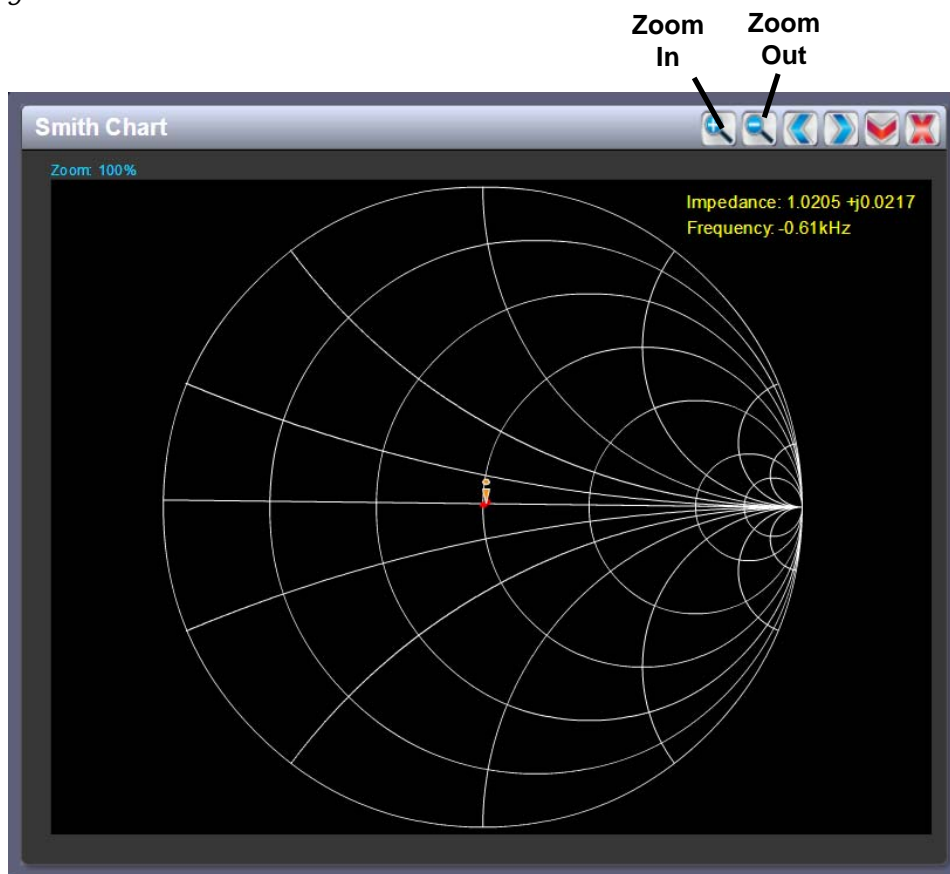 Zoom In
Zoom Out
Smith Chart
Zoom: 100%
Impedance: 1.0205 +j0.0217
Frequency: -0.61kHz